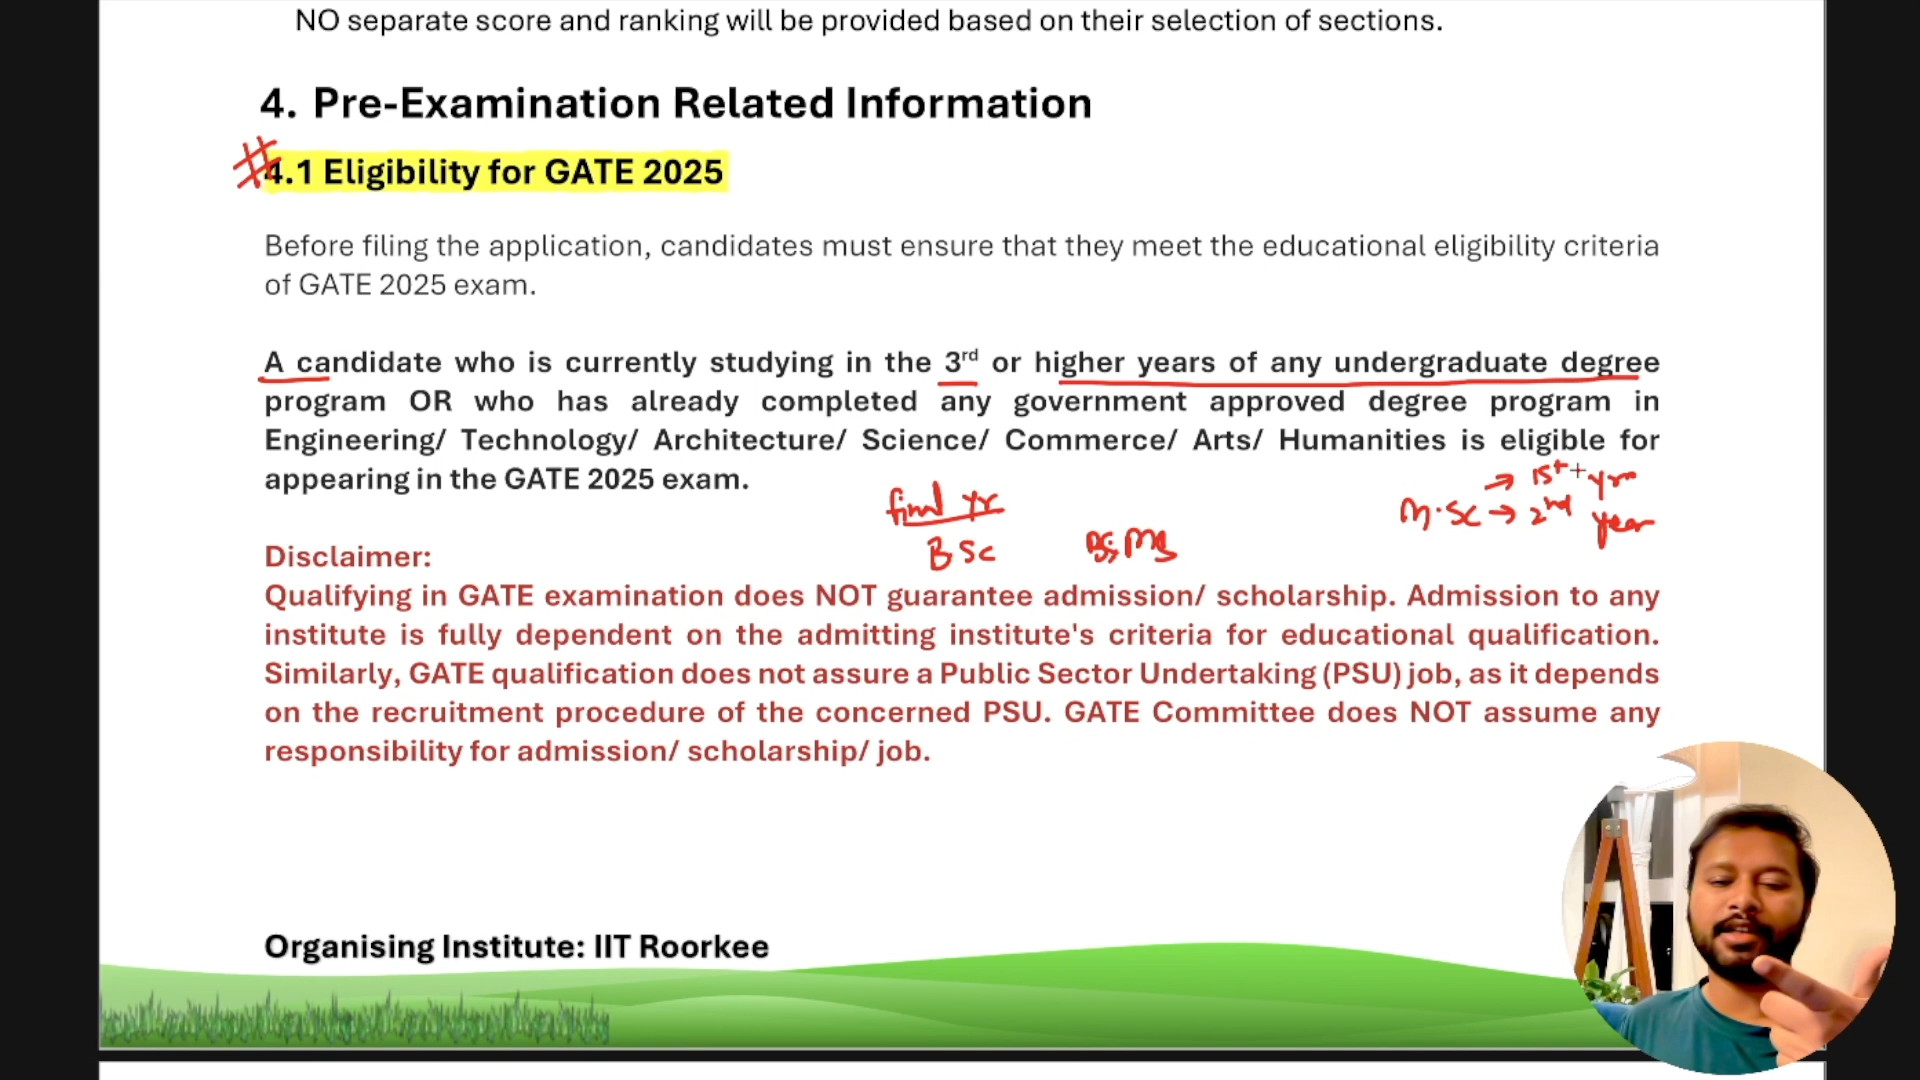 NO separate score and ranking will be provided based on their selection of sections.
4. Pre-Examination Related Information
#
4.1 Eligibility for GATE 2025
Before filing the application, candidates must ensure that they meet the educational eligibility criteria
of GATE 2025 exam.
A candidate who is currently studying in the 3rd or higher years of any undergraduate degree
program OR who has already completed any government approved degree program in
Engineering/ Technology/ Architecture/ Science/ Commerce/ Arts/ Humanities is eligible for
appearing in the GATE 2025 exam.
→ 1st yr
final yr
M.Sc → 2nd year
BSc
BS-MS
Disclaimer:
Qualifying in GATE examination does NOT guarantee admission/ scholarship. Admission to any
institute is fully dependent on the admitting institute's criteria for educational qualification.
Similarly, GATE qualification does not assure a Public Sector Undertaking (PSU) job, as it depends
on the recruitment procedure of the concerned PSU. GATE Committee does NOT assume any
responsibility for admission/ scholarship/ job.
Organising Institute: IIT Roorkee